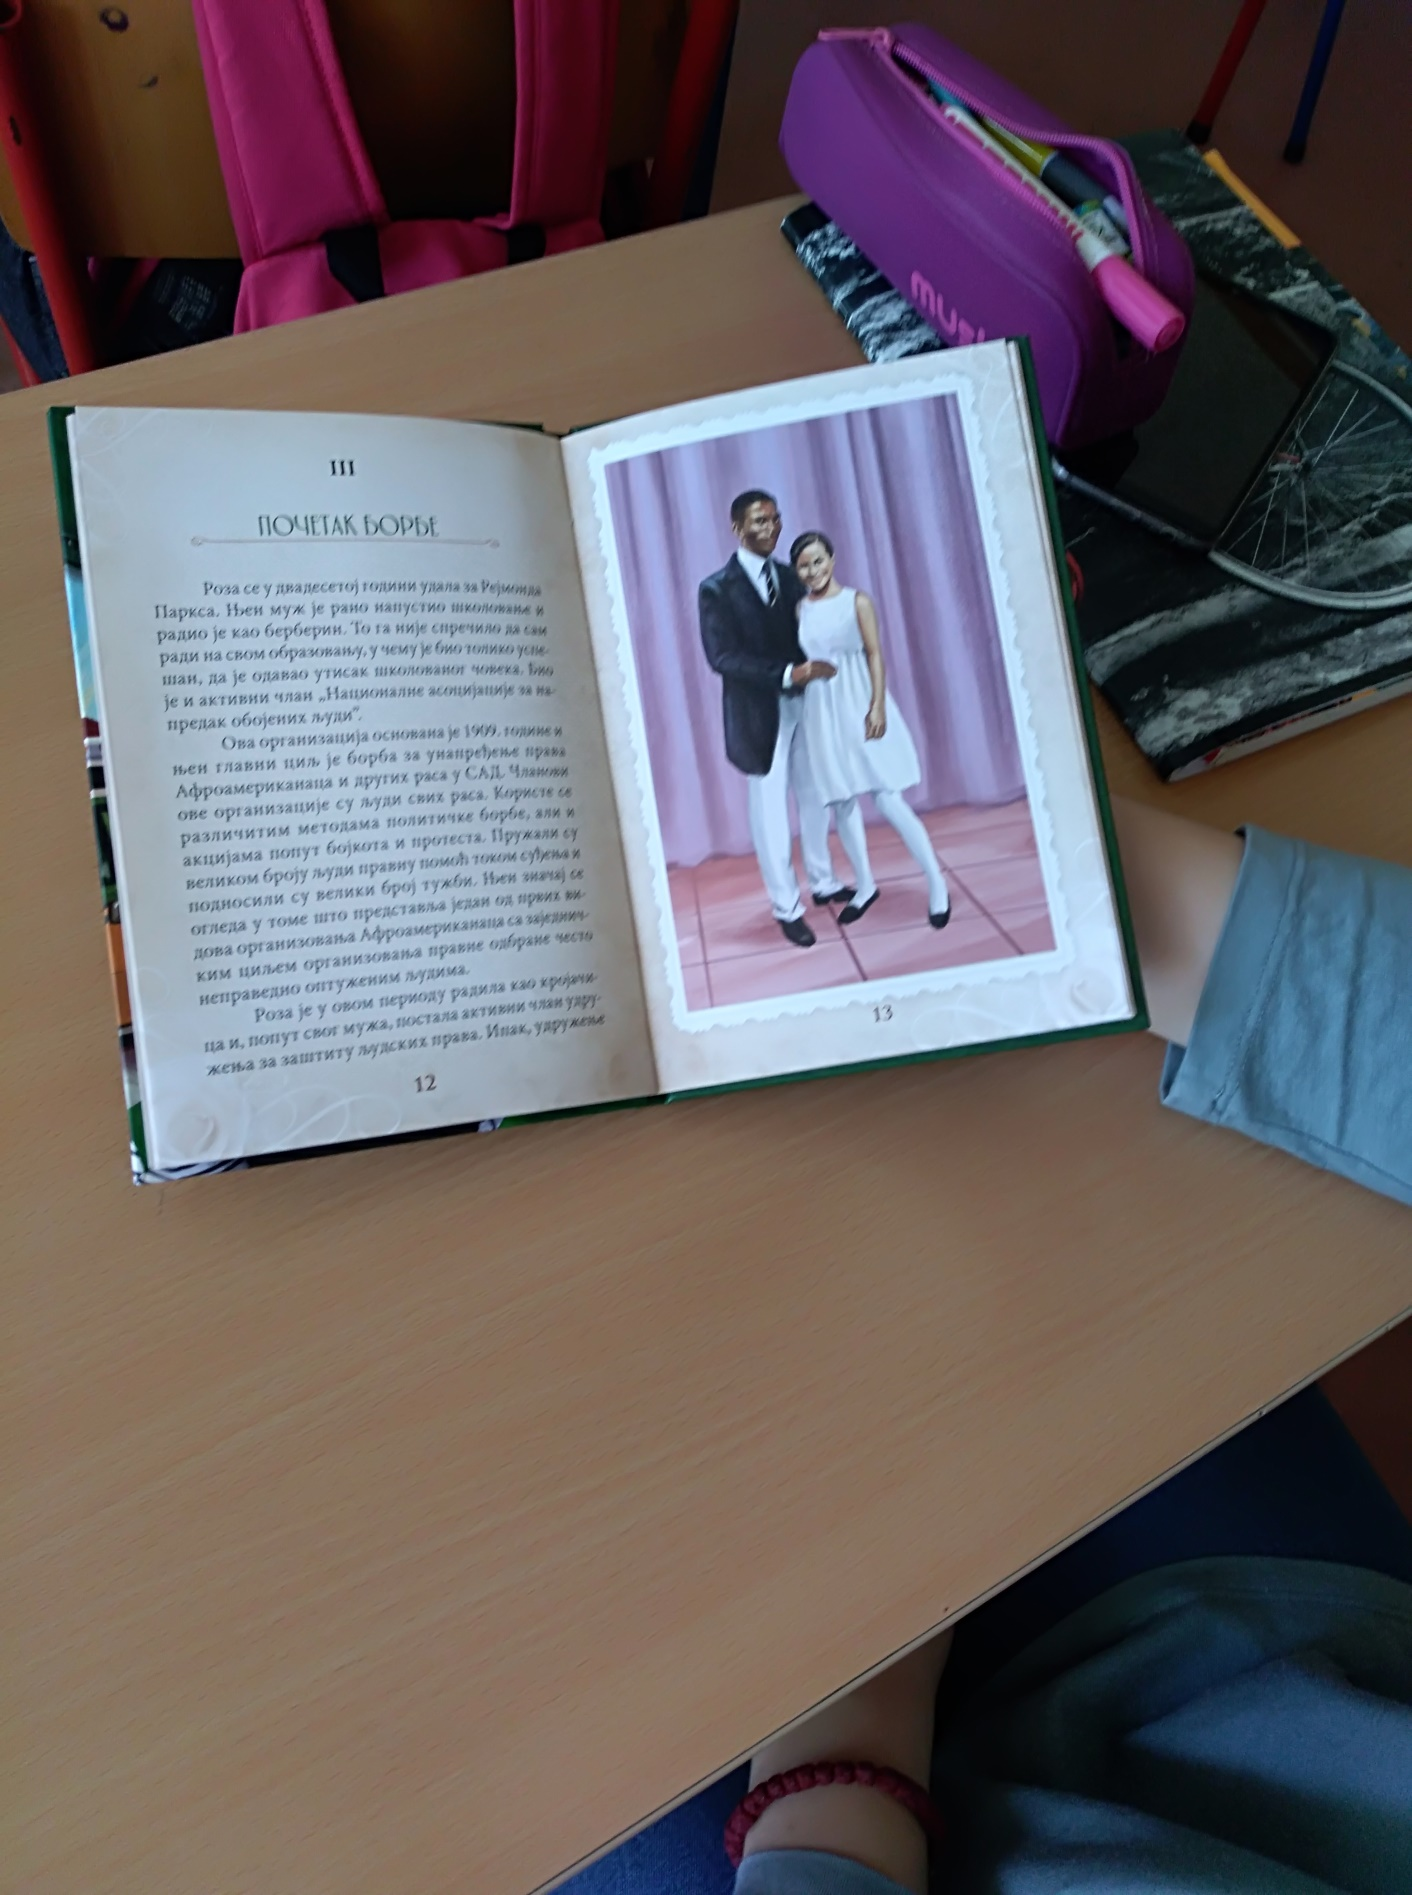 III
ПОЧЕТАК БОРБЕ
Роза се у двадесетој години удала за Рејмонда
Паркса. Њен муж је рано напустио школовање и
радио је као берберин. То га није спречило да сам
ради на свом образовању, у чему је био толико успе-
шан, да је одавао утисак школованог човека. Био
је и активни члан „Националне асоцијације за на-
предак обојених људи”.
Ова организација основана је 1909. године и
њен главни циљ је борба за унапређење права
Афроамериканаца и других раса у САД. Чланови
ове организације су људи свих раса. Користе се
различитим методама политичке борбе, али и
акцијама попут бојкота и протеста. Пружали су
великом броју људи правну помоћ током суђења и
подносили су велики број тужби. Њен значај се
огледа у томе што представља један од првих ви-
дова организовања Афроамериканаца са заједнич-
ким циљем организовања правне одбране често
неправедно оптуженим људима.
Роза је у овом периоду радила као кројачи-
ца и, попут свог мужа, постала активни члан удру-
жења за заштиту људских права. Ипак, удружење
12
13